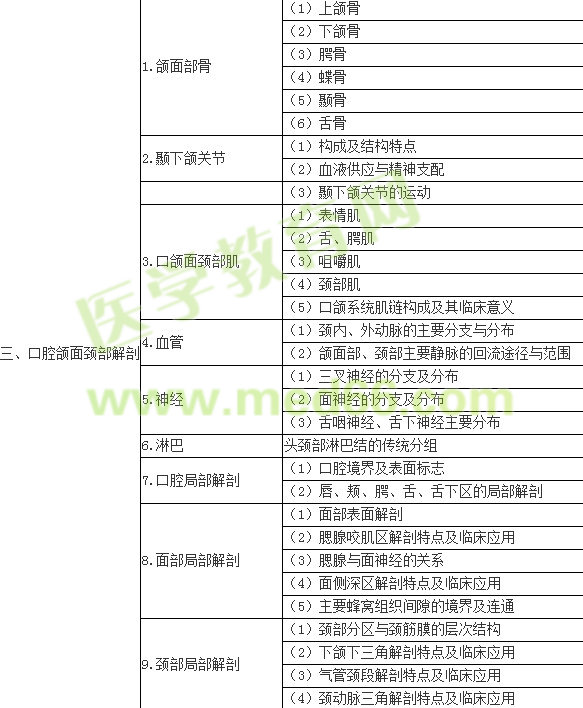 三、口腔颌面颈部解剖
1.颌面部骨
(1)上颌骨
(2)下颌骨
(3)腭骨
(4)蝶骨
(5)颞骨
(6)舌骨
2.颞下颌关节
(1)构成及结构特点
(2)血液供应与精神支配
(3)颞下颌关节的运动
3.口颌面颈部肌
(1)表情肌
(2)舌、腭肌
(3)咀嚼肌
(4)颈部肌
(5)口颌系统肌链构成及其临床意义
4.血管
(1)颈内、外动脉的主要分支与分布
(2)颌面部、颈部主要静脉的回流途径与范围
5.神经
(1)三叉神经的分支及分布
(2)面神经的分支及分布
(3)舌咽神经、舌下神经主要分布
6.淋巴
头颈部淋巴结的传统分组
7.口腔局部解剖
(1)口腔境界及表面标志
(2)唇、颊、腭、舌、舌下区的局部解剖
8.面部局部解剖
(1)面部表面解剖
(2)腮腺咬肌区解剖特点及临床应用
(3)腮腺与面神经的关系
(4)面侧深区解剖特点及临床应用
(5)主要蜂窝组织间隙的境界及连通
9.颈部局部解剖
(1)颈部分区与颈筋膜的层次结构
(2)下颌下三角解剖特点及临床应用
(3)气管颈段解剖特点及临床应用
(4)颈动脉三角解剖特点及临床应用
医学教育网
www.med66.com